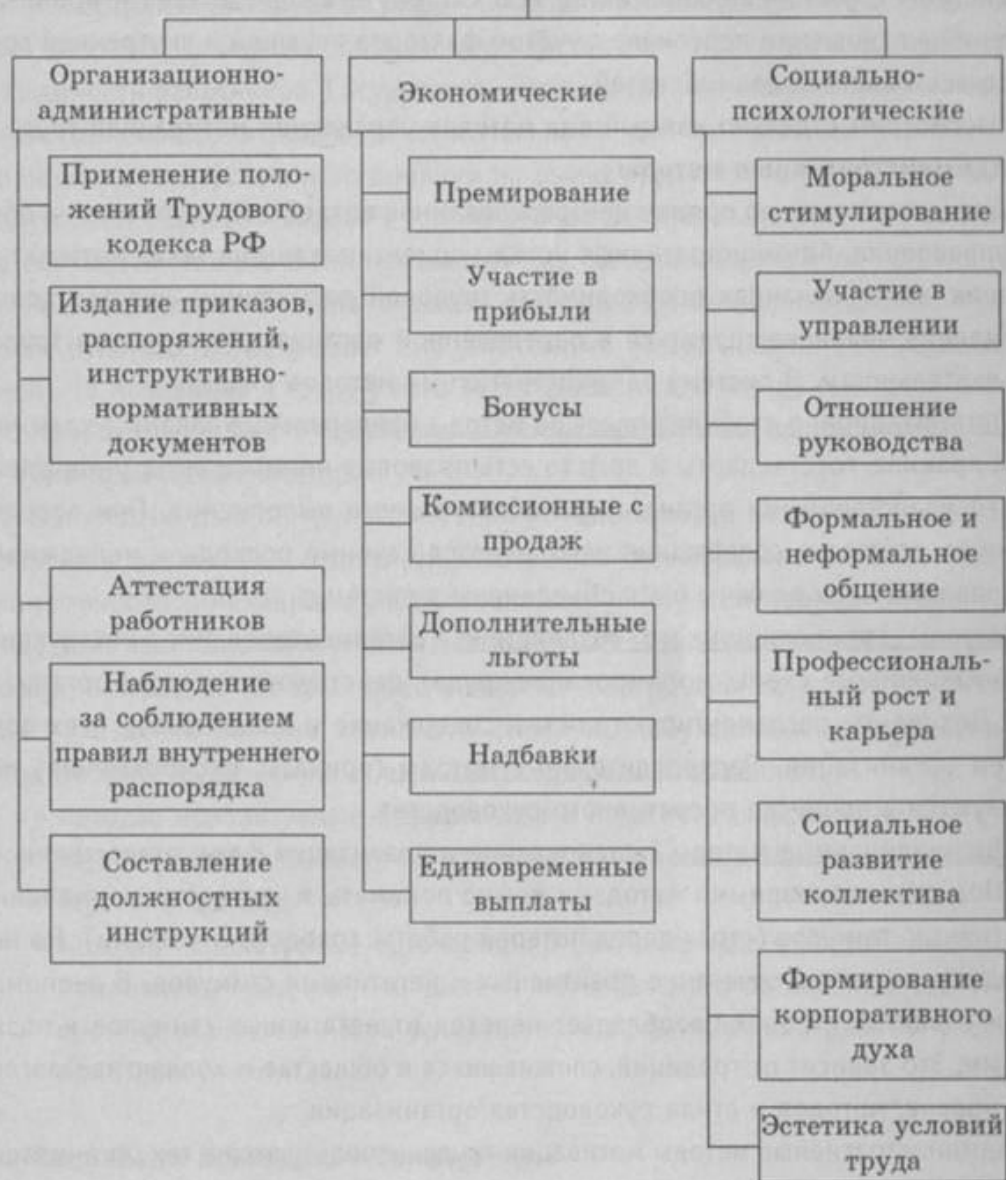 Организационно-
административные
Применение поло-
жений Трудового
кодекса РФ
Издание приказов,
распоряжений,
инструктивно-
нормативных
документов
Аттестация
работников
Наблюдение
за соблюдением
правил внутреннего
распорядка
Составление
должностных
инструкций
Экономические
Премирование
Участие в
прибыли
Бонусы
Комиссионные с
продаж
Дополнительные
льготы
Надбавки
Единовременные
выплаты
Социально-
психологические
Моральное
стимулирование
Участие в
управлении
Отношение
руководства
Формальное и
неформальное
общение
Профессиональ-
ный рост и
карьера
Социальное
развитие
коллектива
Формирование
корпоративного
духа
Эстетика условий
труда